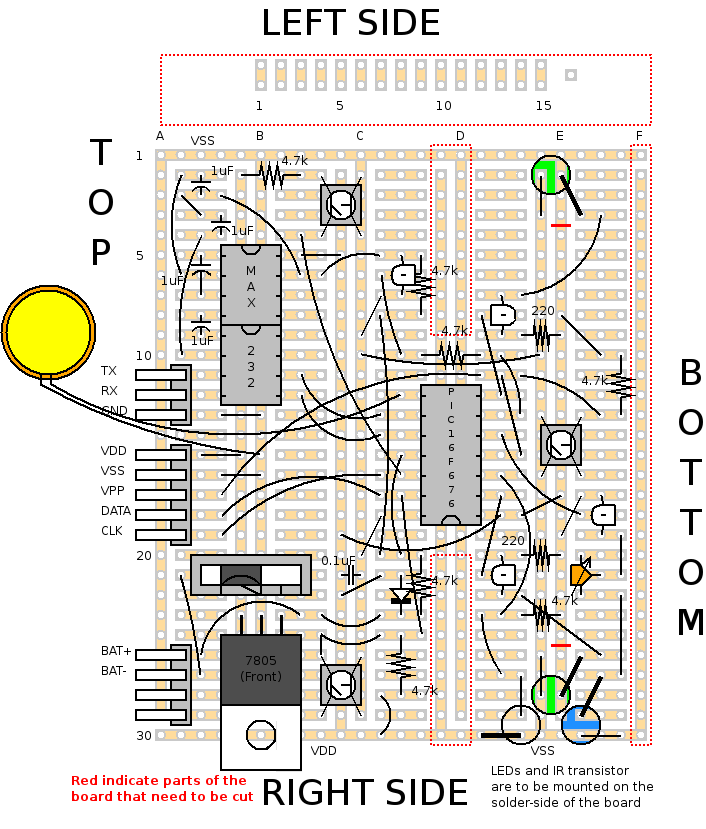 LEFT SIDE
1 5 10 15
A B C D E F
VSS
T
O
P
1
4.7k
1uF
1uF
5
1uF
M
A
X
2
3
2
4.7k
220
1uF
4.7k
10
TX
RX
GND
4.7k
P
I
C
1
6
F
6
7
6
B
O
T
T
O
M
VDD
VSS
VPP
DATA
CLK
220
20
0.1uF
4.7k
4.7k
BAT+
BAT-
7805
(Front)
4.7k
30
VDD
VSS
Red indicate parts of the
board that need to be cut
RIGHT SIDE
LEDs and IR transistor
are to be mounted on the
solder-side of the board